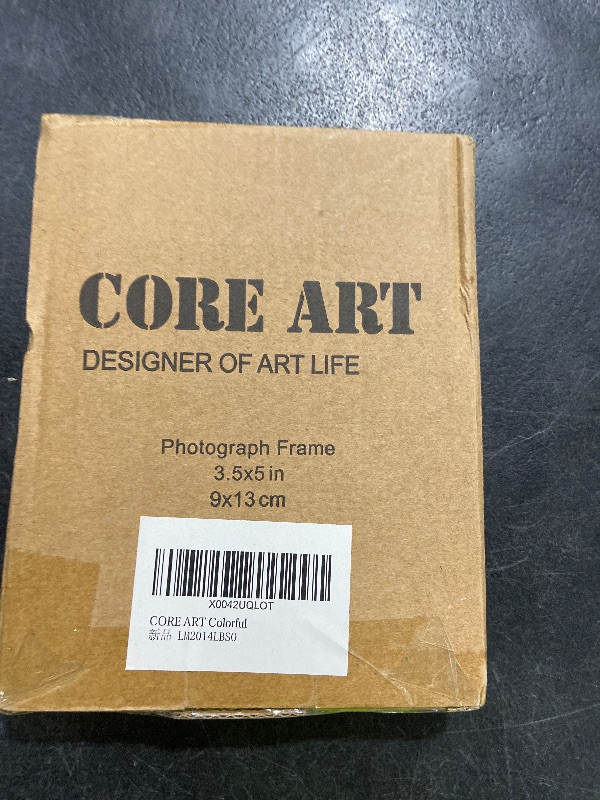 CORE ART
DESIGNER OF ART LIFE
Photograph Frame
3.5x5 in
9x13 cm
X0042UQLOT
CORE ART Colorful
新品 LM2014LBS0